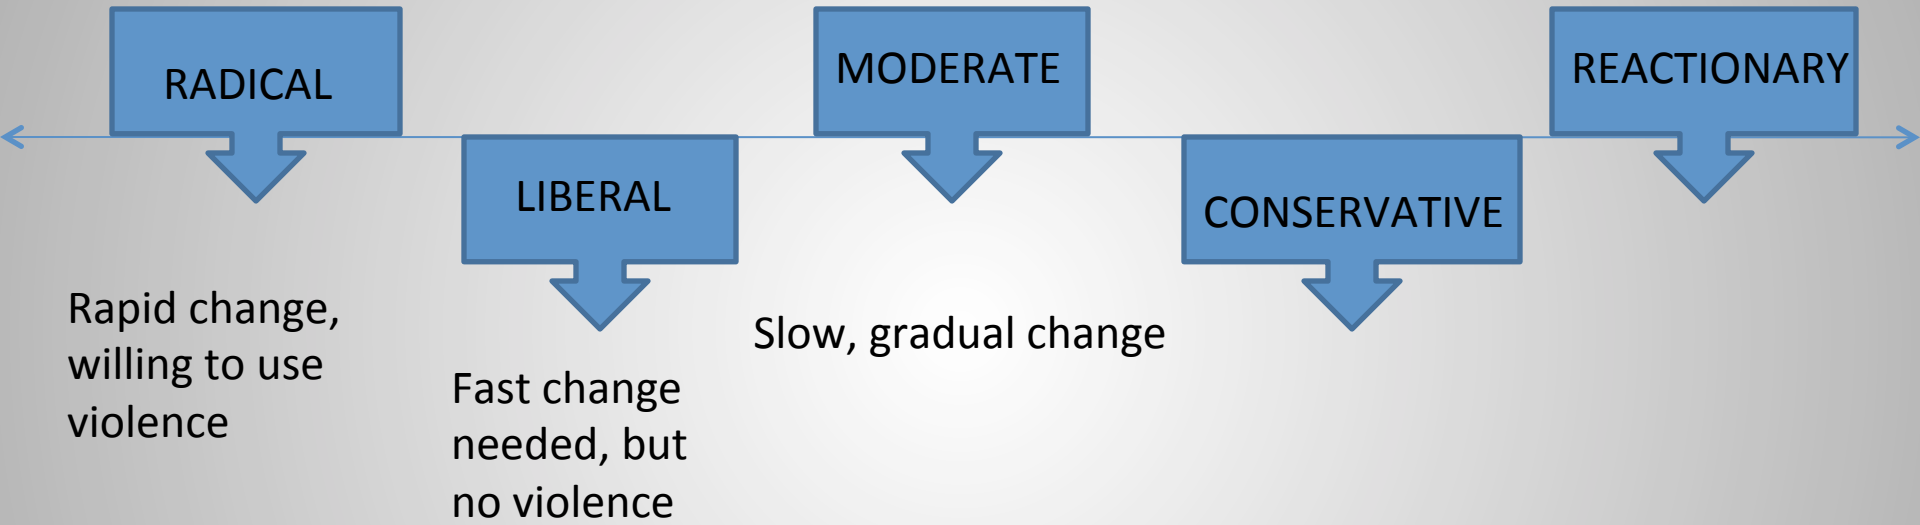 RADICAL
LIBERAL
MODERATE
CONSERVATIVE
REACTIONARY
Rapid change,
willing to use
violence
Fast change
needed, but
no violence
Slow, gradual change